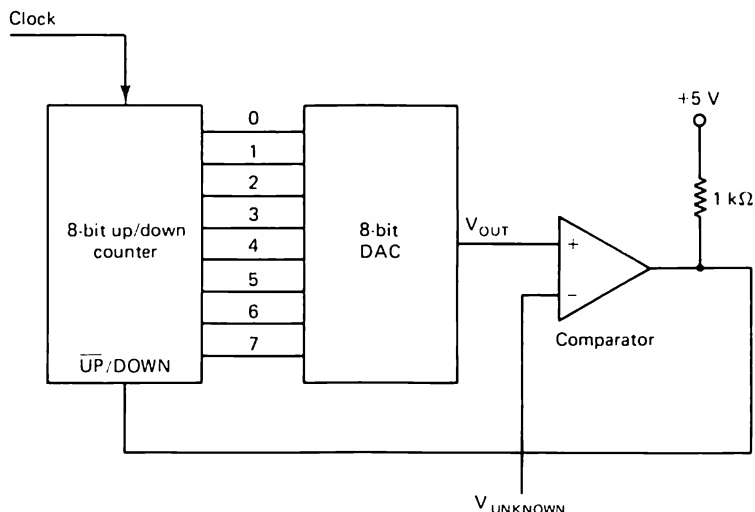 Clock
+5 V
0
1
2
3
4
5
6
7
8-bit up/down
counter
U̅P̅/DOWN
8-bit
DAC
V_OUT
+
−
1 kΩ
Comparator
V_UNKNOWN